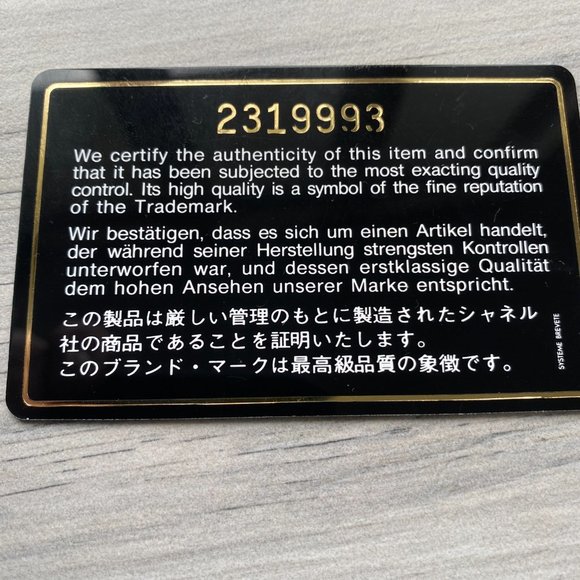 2319993
We certify the authenticity of this item and confirm
that it has been subjected to the most exacting quality
control. Its high quality is a symbol of the fine reputation
of the Trademark.
Wir bestätigen, dass es sich um einen Artikel handelt,
der während seiner Herstellung strengsten Kontrollen
unterworfen war, und dessen erstklassige Qualität
dem hohen Ansehen unserer Marke entspricht.
この製品は厳しい管理のもとに製造されたシャネル
社の商品であることを証明いたします。
このブランド・マークは最高級品質の象徴です。
SYSTEME BREVETE